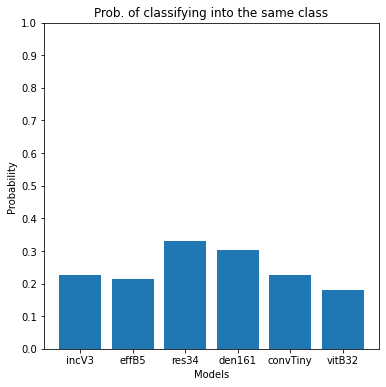 Prob. of classifying into the same class
1.0
0.9
0.8
0.7
0.6
0.5
0.4
0.3
0.2
0.1
0.0
Probability
incV3 effB5 res34 den161 convTiny vitB32
Models